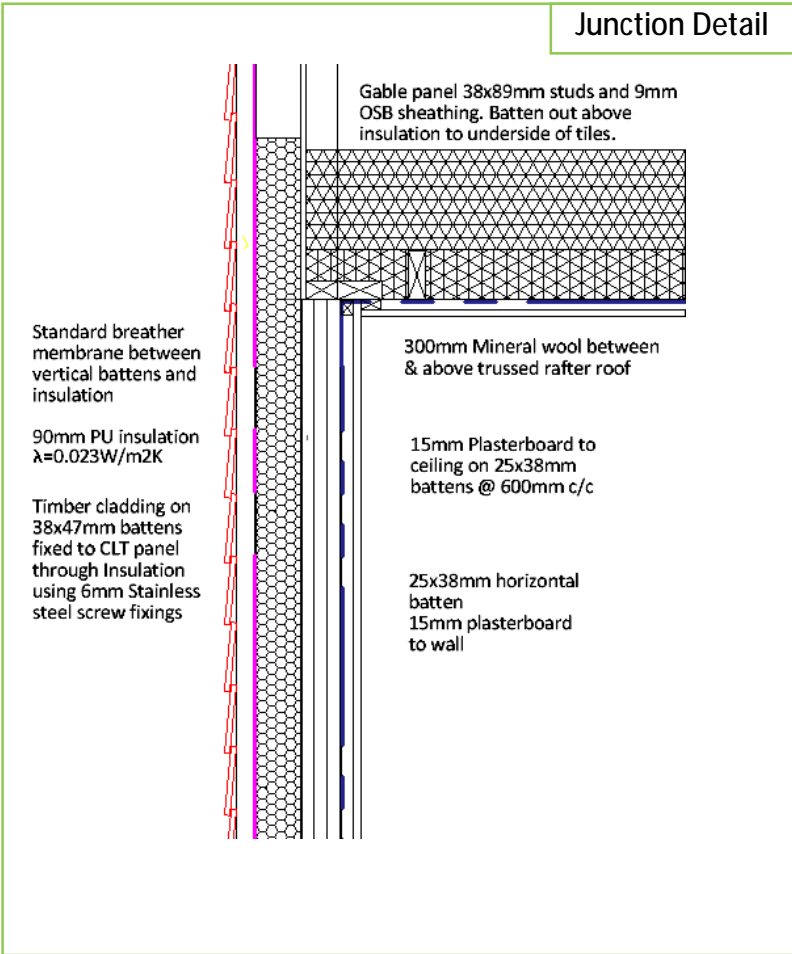 Junction Detail
Gable panel 38x89mm studs and 9mm
OSB sheathing. Batten out above
insulation to underside of tiles.
Standard breather
membrane between
vertical battens and
insulation
90mm PU insulation
λ=0.023W/m2K
Timber cladding on
38x47mm battens
fixed to CLT panel
through Insulation
using 6mm Stainless
steel screw fixings
300mm Mineral wool between
& above trussed rafter roof
15mm Plasterboard to
ceiling on 25x38mm
battens @ 600mm c/c
25x38mm horizontal
batten
15mm plasterboard
to wall